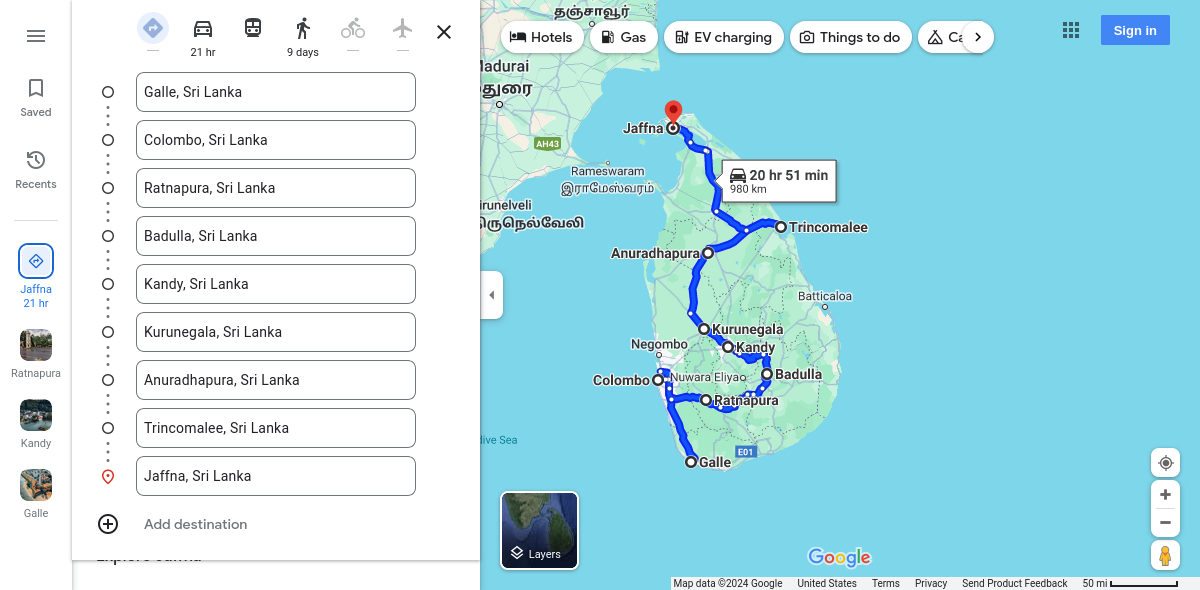 Saved
Recents
Jaffna
21 hr
Ratnapura
Kandy
Galle
21 hr
9 days
Galle, Sri Lanka
Colombo, Sri Lanka
Ratnapura, Sri Lanka
Badulla, Sri Lanka
Kandy, Sri Lanka
Kurunegala, Sri Lanka
Anuradhapura, Sri Lanka
Trincomalee, Sri Lanka
Jaffna, Sri Lanka
Add destination
Hotels
Gas
EV charging
Things to do
Ca
Sign in
தஞ்சாவூர்
Madurai
துரை
AH43
Jaffna
Rameswaram
இராமேஸ்வரம்
irunelveli
ருநெல்வேலி
20 hr 51 min
980 km
Trincomalee
Anuradhapura
Batticaloa
Kurunegala
Negombo
Kandy
Colombo
Nuwara Eliya
Badulla
Ratnapura
dive Sea
E01
Galle
Layers
Google
Map data ©2024 Google
United States
Terms
Privacy
Send Product Feedback
50 mi